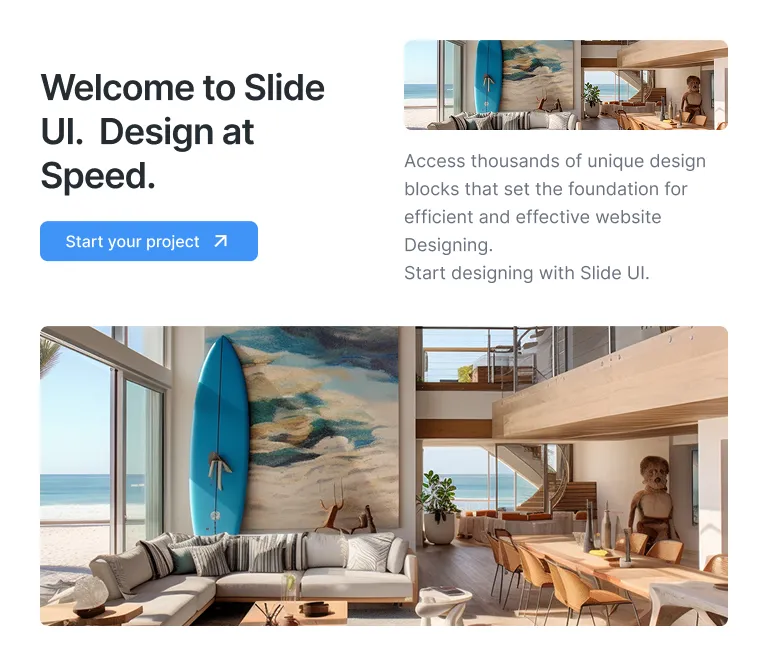 Welcome to Slide
UI.  Design at
Speed.
Start your project
Access thousands of unique design
blocks that set the foundation for
efficient and effective website
Designing.
Start designing with Slide UI.